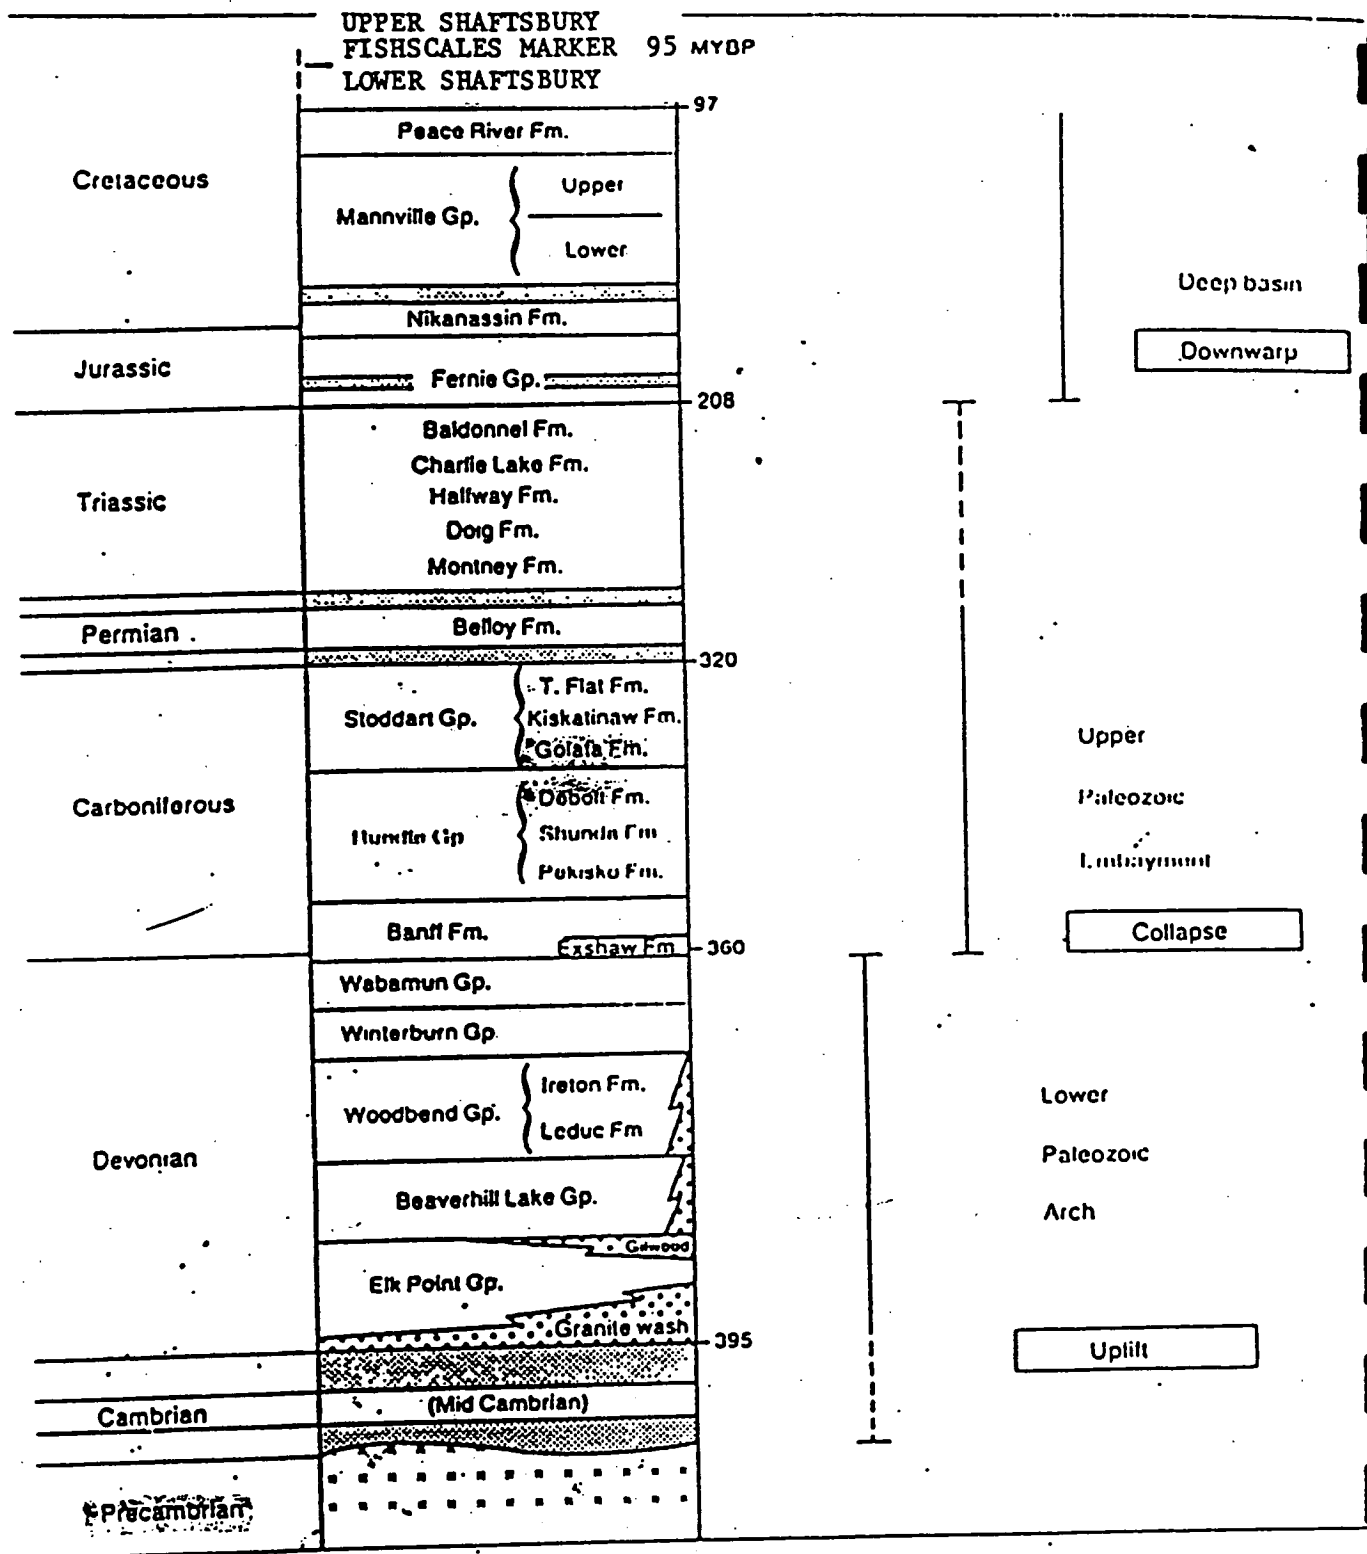 UPPER SHAFTSBURY
FISHSCALES MARKER 95 MYBP
LOWER SHAFTSBURY
97
Peace River Fm.
Cretaceous
Upper
Mannville Gp.
Lower
Deep basin
Nikanassin Fm.
Downwarp
Jurassic
Fernie Gp.
208
Baldonnel Fm.
Charlie Lake Fm.
Halfway Fm.
Triassic
Doig Fm.
Montney Fm.
Permian
Belloy Fm.
320
T. Flat Fm.
Stoddart Gp.
Kiskatinaw Fm.
Golata Fm.
Upper
Carboniferous
Debolt Fm.
Paleozoic
Rundle Gp
Shunda Fm
Embayment
Pekisko Fm.
Banff Fm.
Collapse
Exshaw Fm
360
Wabamun Gp.
Winterburn Gp
Ireton Fm.
Lower
Woodbend Gp.
Leduc Fm
Devonian
Paleozoic
Beaverhill Lake Gp.
Arch
Gilwood
Elk Point Gp.
Granite wash
395
Uplift
Cambrian
(Mid Cambrian)
Precambrian